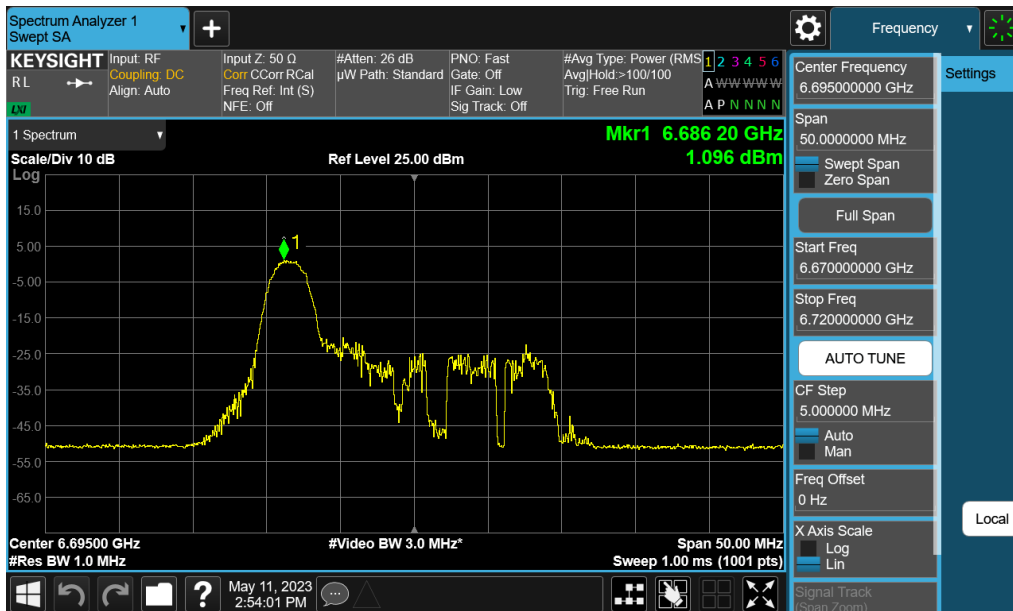 Spectrum Analyzer 1
Swept SA
+
Frequency
KEYSIGHT
R L
LXI
Input: RF
Coupling: DC
Align: Auto
Input Z: 50 Ω
Corr CCorr RCal
Freq Ref: Int (S)
NFE: Off
#Atten: 26 dB
µW Path: Standard
PNO: Fast
Gate: Off
IF Gain: Low
Sig Track: Off
#Avg Type: Power (RMS
Avg|Hold:>100/100
Trig: Free Run
1 2 3 4 5 6
A W W W W W
A P N N N N
1 Spectrum
Scale/Div 10 dB
Log
Ref Level 25.00 dBm
Mkr1 6.686 20 GHz
1.096 dBm
15.0
5.00
-5.00
-15.0
-25.0
-35.0
-45.0
-55.0
-65.0
1
Center 6.69500 GHz
#Res BW 1.0 MHz
#Video BW 3.0 MHz*
Span 50.00 MHz
Sweep 1.00 ms (1001 pts)
Center Frequency
6.695000000 GHz
Span
50.0000000 MHz
Swept Span
Zero Span
Full Span
Start Freq
6.670000000 GHz
Stop Freq
6.720000000 GHz
AUTO TUNE
CF Step
5.000000 MHz
Auto
Man
Freq Offset
0 Hz
X Axis Scale
Log
Lin
Signal Track
(Span Zoom)
Settings
Local
?
May 11, 2023
2:54:01 PM